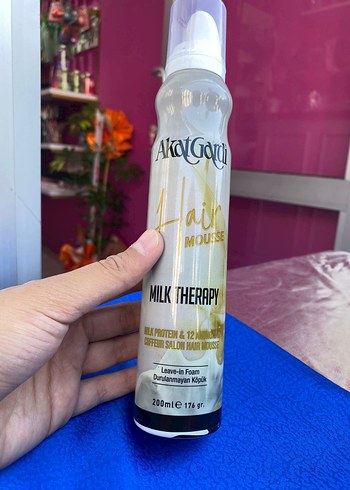 AkatGardi
Hair
MOUSSE
MILK THERAPY
MILK PROTEIN & 12
COIFFEUR SALON HAIR MOUSSE
Leave-in Foam
Durulanmayan Köpük
200ml e 176 gr.